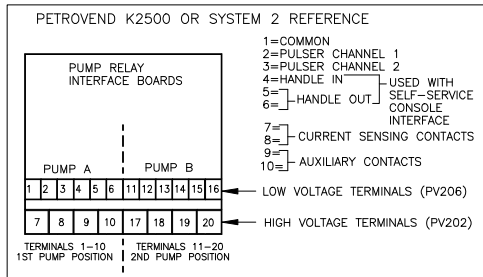 PETROVEND K2500 OR SYSTEM 2 REFERENCE
PUMP RELAY
INTERFACE BOARDS
PUMP A
PUMP B
1 2 3 4 5 6 11 12 13 14 15 16
7 8 9 10 17 18 19 20
TERMINALS 1-10
1ST PUMP POSITION
TERMINALS 11-20
2ND PUMP POSITION
1=COMMON
2=PULSER CHANNEL 1
3=PULSER CHANNEL 2
4=HANDLE IN
5=
6=
HANDLE OUT
USED WITH
SELF-SERVICE
CONSOLE
INTERFACE
7=
8=
CURRENT SENSING CONTACTS
9=
10=
AUXILIARY CONTACTS
LOW VOLTAGE TERMINALS (PV206)
HIGH VOLTAGE TERMINALS (PV202)